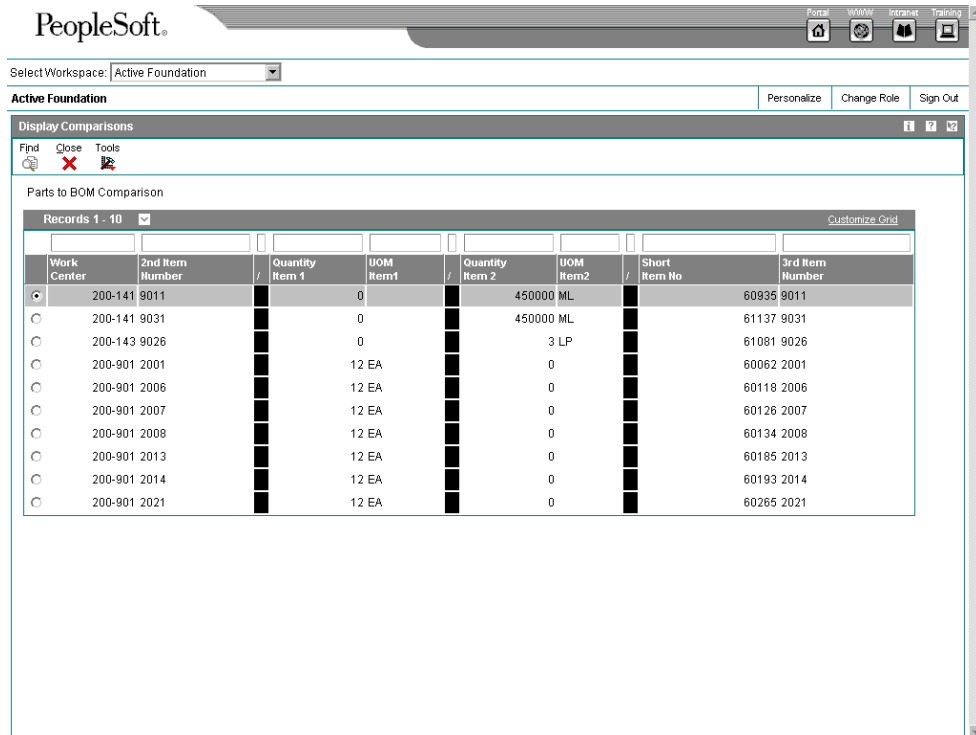 PeopleSoft.
Portal WWW Intranet Training
Select Workspace: Active Foundation
Active Foundation Personalize Change Role Sign Out
Display Comparisons i ? ?
Find Close Tools
Parts to BOM Comparison
Records 1 - 10 Customize Grid
Work Center 2nd Item Number / Quantity Item 1 UOM Item1 / Quantity Item 2 UOM Item2 / Short Item No 3rd Item Number
200-141 9011 0 450000 ML 60935 9011
200-141 9031 0 450000 ML 61137 9031
200-143 9026 0 3 LP 61081 9026
200-901 2001 12 EA 0 60062 2001
200-901 2006 12 EA 0 60118 2006
200-901 2007 12 EA 0 60126 2007
200-901 2008 12 EA 0 60134 2008
200-901 2013 12 EA 0 60185 2013
200-901 2014 12 EA 0 60193 2014
200-901 2021 12 EA 0 60265 2021